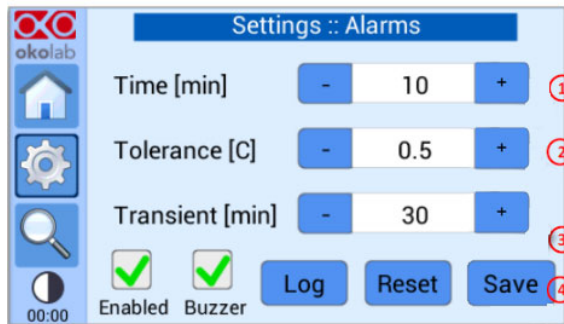 okolab
Settings :: Alarms
Time [min] - 10 + 1
Tolerance [C] - 0.5 + 2
Transient [min] - 30 + 3
Enabled Buzzer Log Reset Save 4
00:00